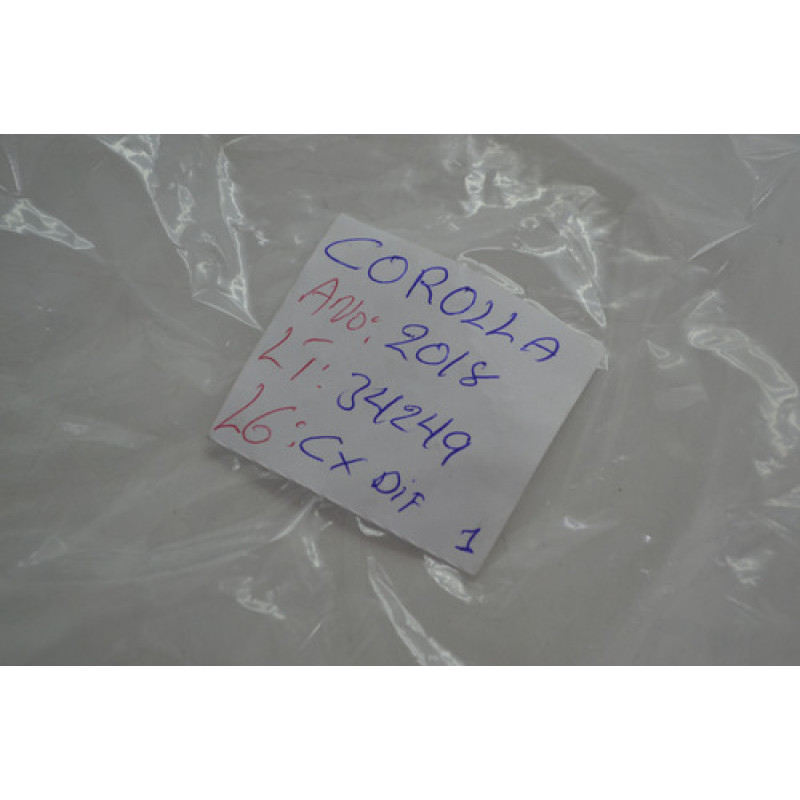 COROLLA
ANO: 2018
LT: 34249
LG: CX DiF 1